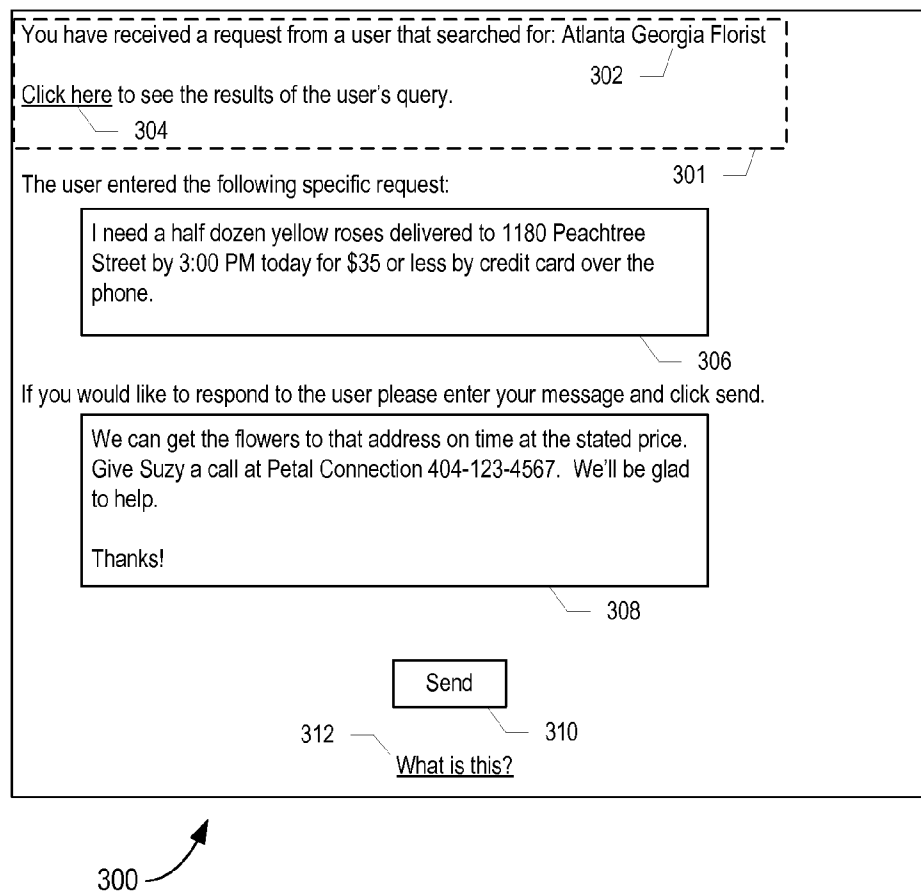 You have received a request from a user that searched for: Atlanta Georgia Florist
302
Click here to see the results of the user's query.
304
301
The user entered the following specific request:
I need a half dozen yellow roses delivered to 1180 Peachtree
Street by 3:00 PM today for $35 or less by credit card over the
phone.
306
If you would like to respond to the user please enter your message and click send.
We can get the flowers to that address on time at the stated price.
Give Suzy a call at Petal Connection 404-123-4567.  We'll be glad
to help.
Thanks!
308
Send
310
312
What is this?
300